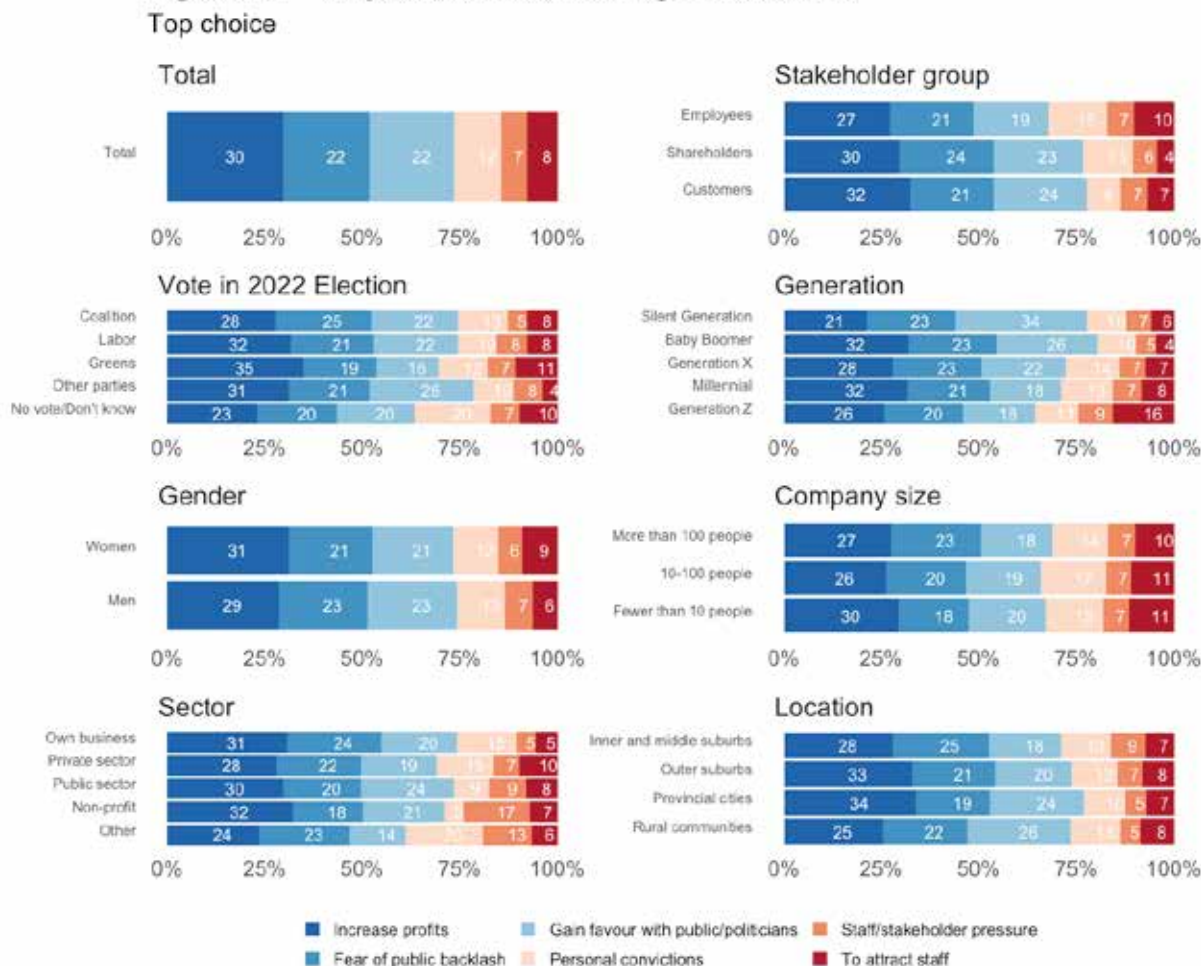 Top choice
Total
Total
30 22 22 7 8
0% 25% 50% 75% 100%
Stakeholder group
Employees 27 21 19 7 10
Shareholders 30 24 23 6 4
Customers 32 21 24 7 7
0% 25% 50% 75% 100%
Vote in 2022 Election
Coalition 28 25 22 5 8
Labor 32 21 22 8 8
Greens 35 19 16 7 11
Other parties 31 21 26 8 4
No vote/Don't know 23 20 20 20 7 10
0% 25% 50% 75% 100%
Generation
Silent Generation 21 23 34 7 6
Baby Boomer 32 23 26 5 4
Generation X 28 23 22 14 7 7
Millennial 32 21 18 13 7 8
Generation Z 26 20 18 11 9 16
0% 25% 50% 75% 100%
Gender
Women 31 21 21 6 9
Men 29 23 23 7 6
0% 25% 50% 75% 100%
Company size
More than 100 people 27 23 18 14 7 10
10-100 people 26 20 19 7 11
Fewer than 10 people 30 18 20 7 11
0% 25% 50% 75% 100%
Sector
Own business 31 24 20 15 5 5
Private sector 28 22 19 7 10
Public sector 30 20 24 9 9 8
Non-profit 32 18 21 17 7
Other 24 23 14 20 13 6
0% 25% 50% 75% 100%
Location
Inner and middle suburbs 28 25 18 9 7
Outer suburbs 33 21 20 7 8
Provincial cities 34 19 24 5 7
Rural communities 25 22 26 5 8
0% 25% 50% 75% 100%
Increase profits
Gain favour with public/politicians
Staff/stakeholder pressure
Fear of public backlash
Personal convictions
To attract staff